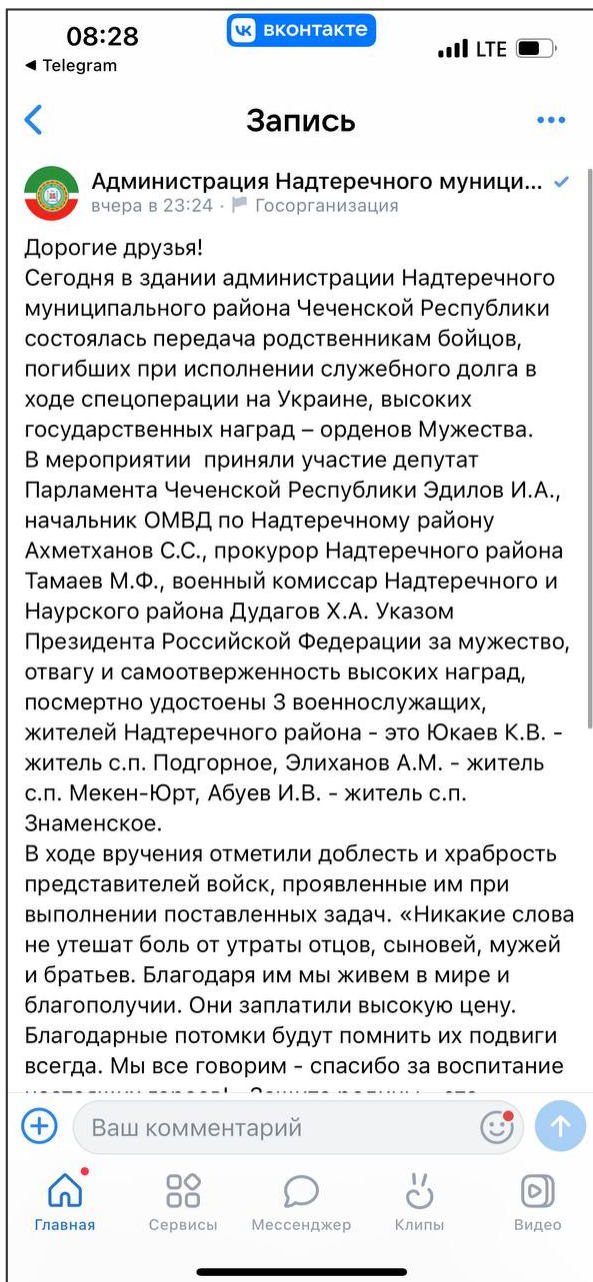 08:28
вконтакте
LTE
◀ Telegram
Запись
Администрация Надтеречного муници...
вчера в 23:24 · Госорганизация
Дорогие друзья!
Сегодня в здании администрации Надтеречного
муниципального района Чеченской Республики
состоялась передача родственникам бойцов,
погибших при исполнении служебного долга в
ходе спецоперации на Украине, высоких
государственных наград – орденов Мужества.
В мероприятии  приняли участие депутат
Парламента Чеченской Республики Эдилов И.А.,
начальник ОМВД по Надтеречному району
Ахметханов С.С., прокурор Надтеречного района
Тамаев М.Ф., военный комиссар Надтеречного и
Наурского района Дудагов Х.А. Указом
Президента Российской Федерации за мужество,
отвагу и самоотверженность высоких наград,
посмертно удостоены 3 военнослужащих,
жителей Надтеречного района - это Юкаев К.В. -
житель с.п. Подгорное, Элиханов А.М. - житель
с.п. Мекен-Юрт, Абуев И.В. - житель с.п.
Знаменское.
В ходе вручения отметили доблесть и храбрость
представителей войск, проявленные им при
выполнении поставленных задач. «Никакие слова
не утешат боль от утраты отцов, сыновей, мужей
и братьев. Благодаря им мы живем в мире и
благополучии. Они заплатили высокую цену.
Благодарные потомки будут помнить их подвиги
всегда. Мы все говорим - спасибо за воспитание
Ваш комментарий
Главная
Сервисы
Мессенджер
Клипы
Видео